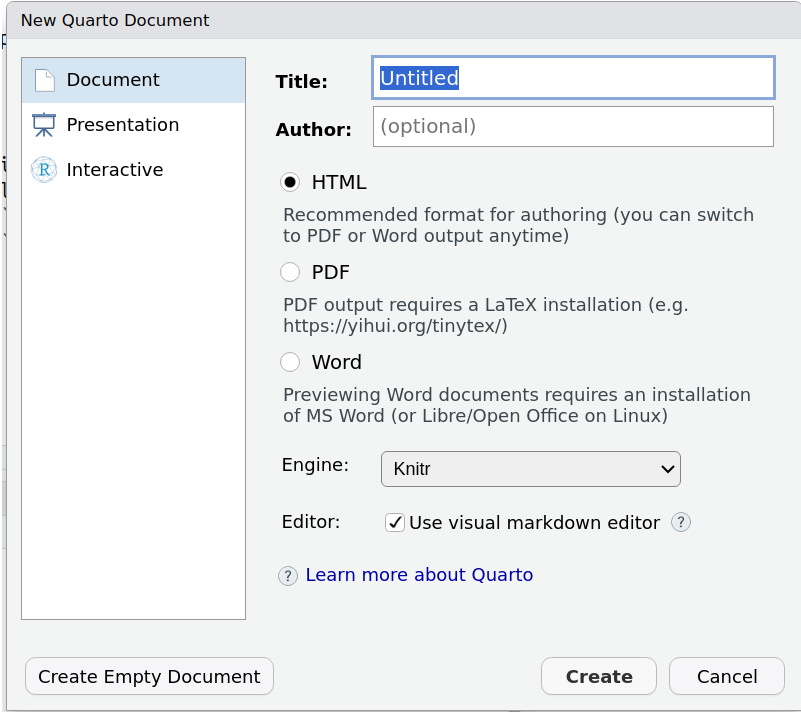 New Quarto Document
Document
Presentation
Interactive
Title:
Untitled
Author:
(optional)
HTML
Recommended format for authoring (you can switch
to PDF or Word output anytime)
PDF
PDF output requires a LaTeX installation (e.g.
https://yihui.org/tinytex/)
Word
Previewing Word documents requires an installation
of MS Word (or Libre/Open Office on Linux)
Engine:
Knitr
Editor:
Use visual markdown editor
?
?
Learn more about Quarto
Create Empty Document
Create
Cancel